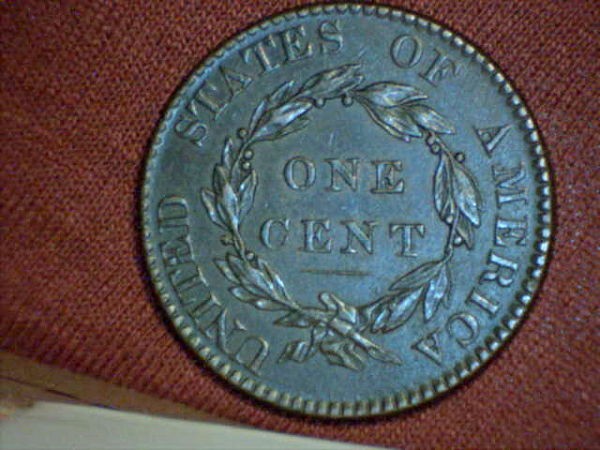 UNITED STATES OF AMERICA
ONE
CENT